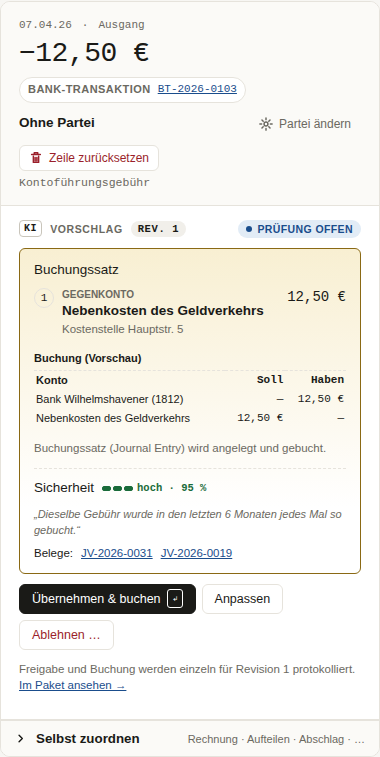 07.04.26 · Ausgang
−12,50 €
BANK-TRANSAKTION BT-2026-0103
Ohne Partei
Partei ändern
Zeile zurücksetzen
Kontoführungsgebühr
KI VORSCHLAG REV. 1
PRÜFUNG OFFEN
Buchungssatz
1 GEGENKONTO 12,50 €
Nebenkosten des Geldverkehrs
Kostenstelle Hauptstr. 5
Buchung (Vorschau)
Konto Soll Haben
Bank Wilhelmshavener (1812) — 12,50 €
Nebenkosten des Geldverkehrs 12,50 € —
Buchungssatz (Journal Entry) wird angelegt und gebucht.
Sicherheit hoch · 95 %
„Dieselbe Gebühr wurde in den letzten 6 Monaten jedes Mal so
gebucht.“
Belege: JV-2026-0031 JV-2026-0019
Übernehmen & buchen ↲
Anpassen
Ablehnen …
Freigabe und Buchung werden einzeln für Revision 1 protokolliert.
Im Paket ansehen →
Selbst zuordnen
Rechnung · Aufteilen · Abschlag · …